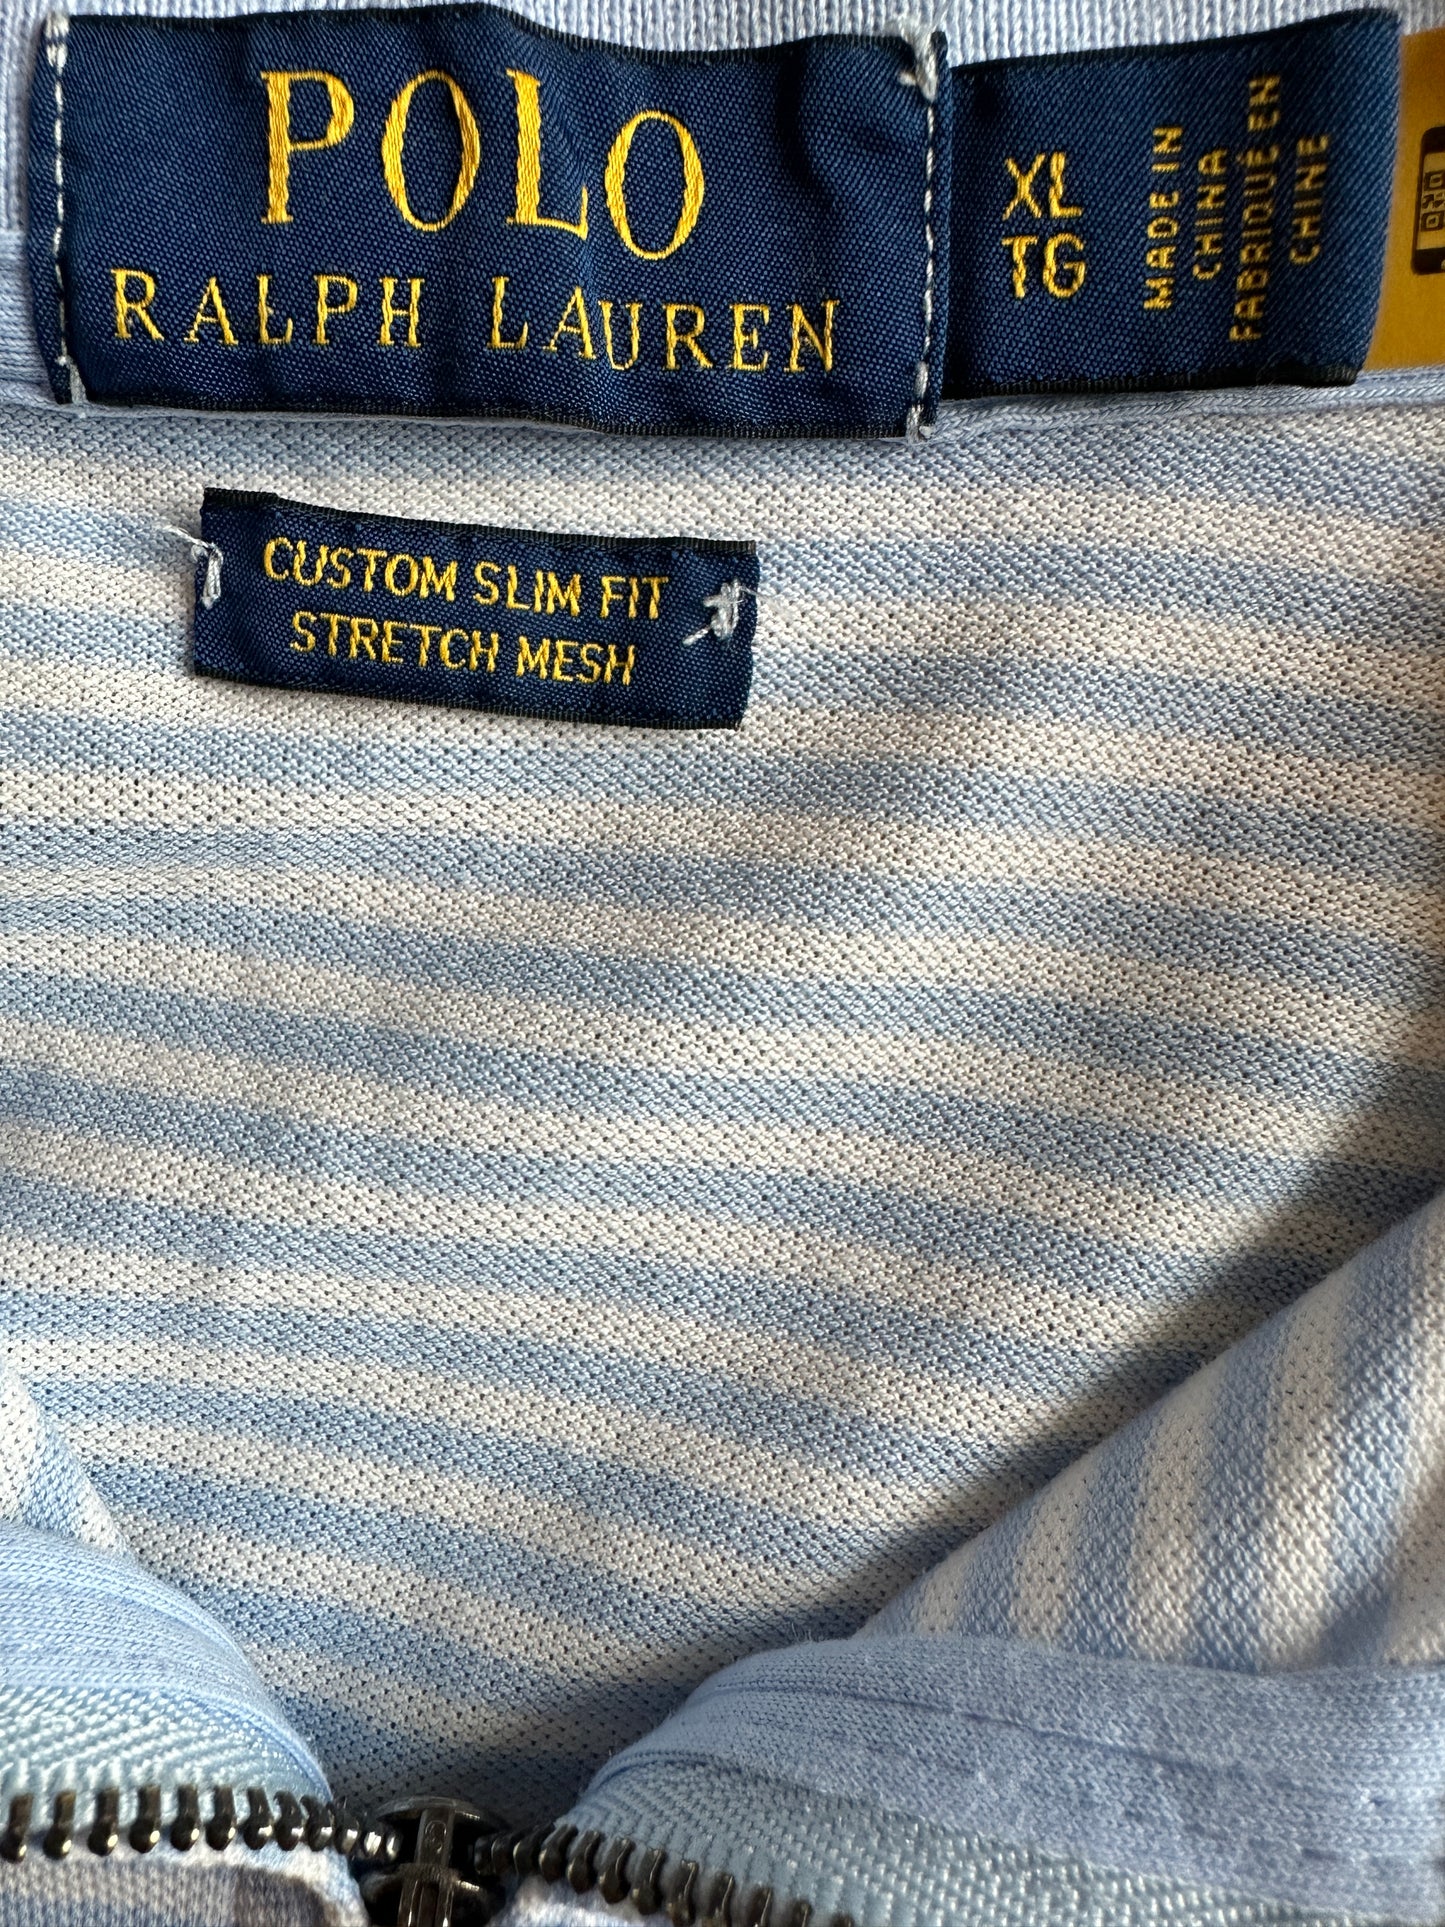 POLO
RALPH LAUREN
XL
TG
MADE IN
CHINA
FABRIQUÉ EN
CHINE
CUSTOM SLIM FIT
STRETCH MESH